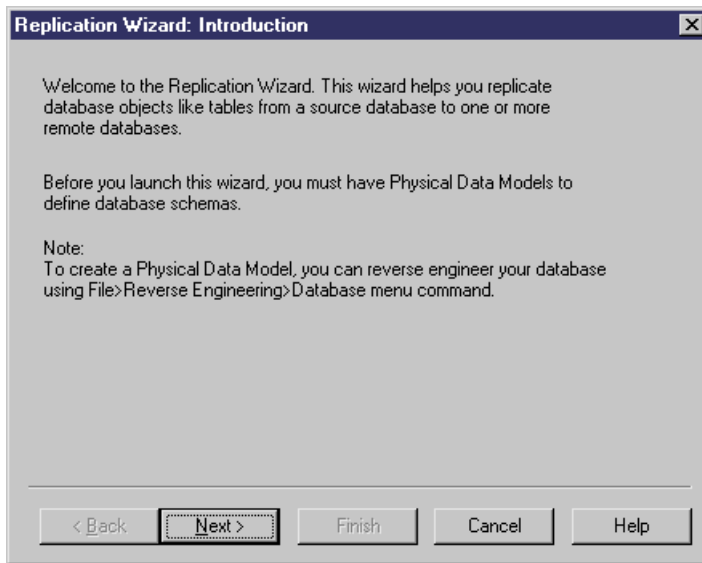 Replication Wizard: Introduction
Welcome to the Replication Wizard. This wizard helps you replicate
database objects like tables from a source database to one or more
remote databases.
Before you launch this wizard, you must have Physical Data Models to
define database schemas.
Note:
To create a Physical Data Model, you can reverse engineer your database
using File>Reverse Engineering>Database menu command.
< Back
Next >
Finish
Cancel
Help